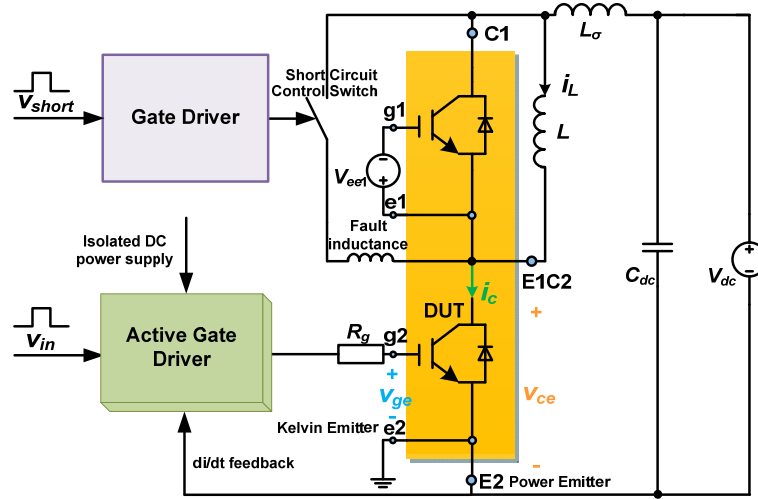 C1
Lσ
Short Circuit
Control Switch
vshort
Gate Driver
iL
L
g1
Vee1
e1
Fault
inductance
Isolated DC
power supply
E1C2
Cdc
Vdc
ic
DUT
vin
Active Gate
Driver
Rg
g2
vge
vce
Kelvin Emitter
e2
di/dt feedback
E2 Power Emitter